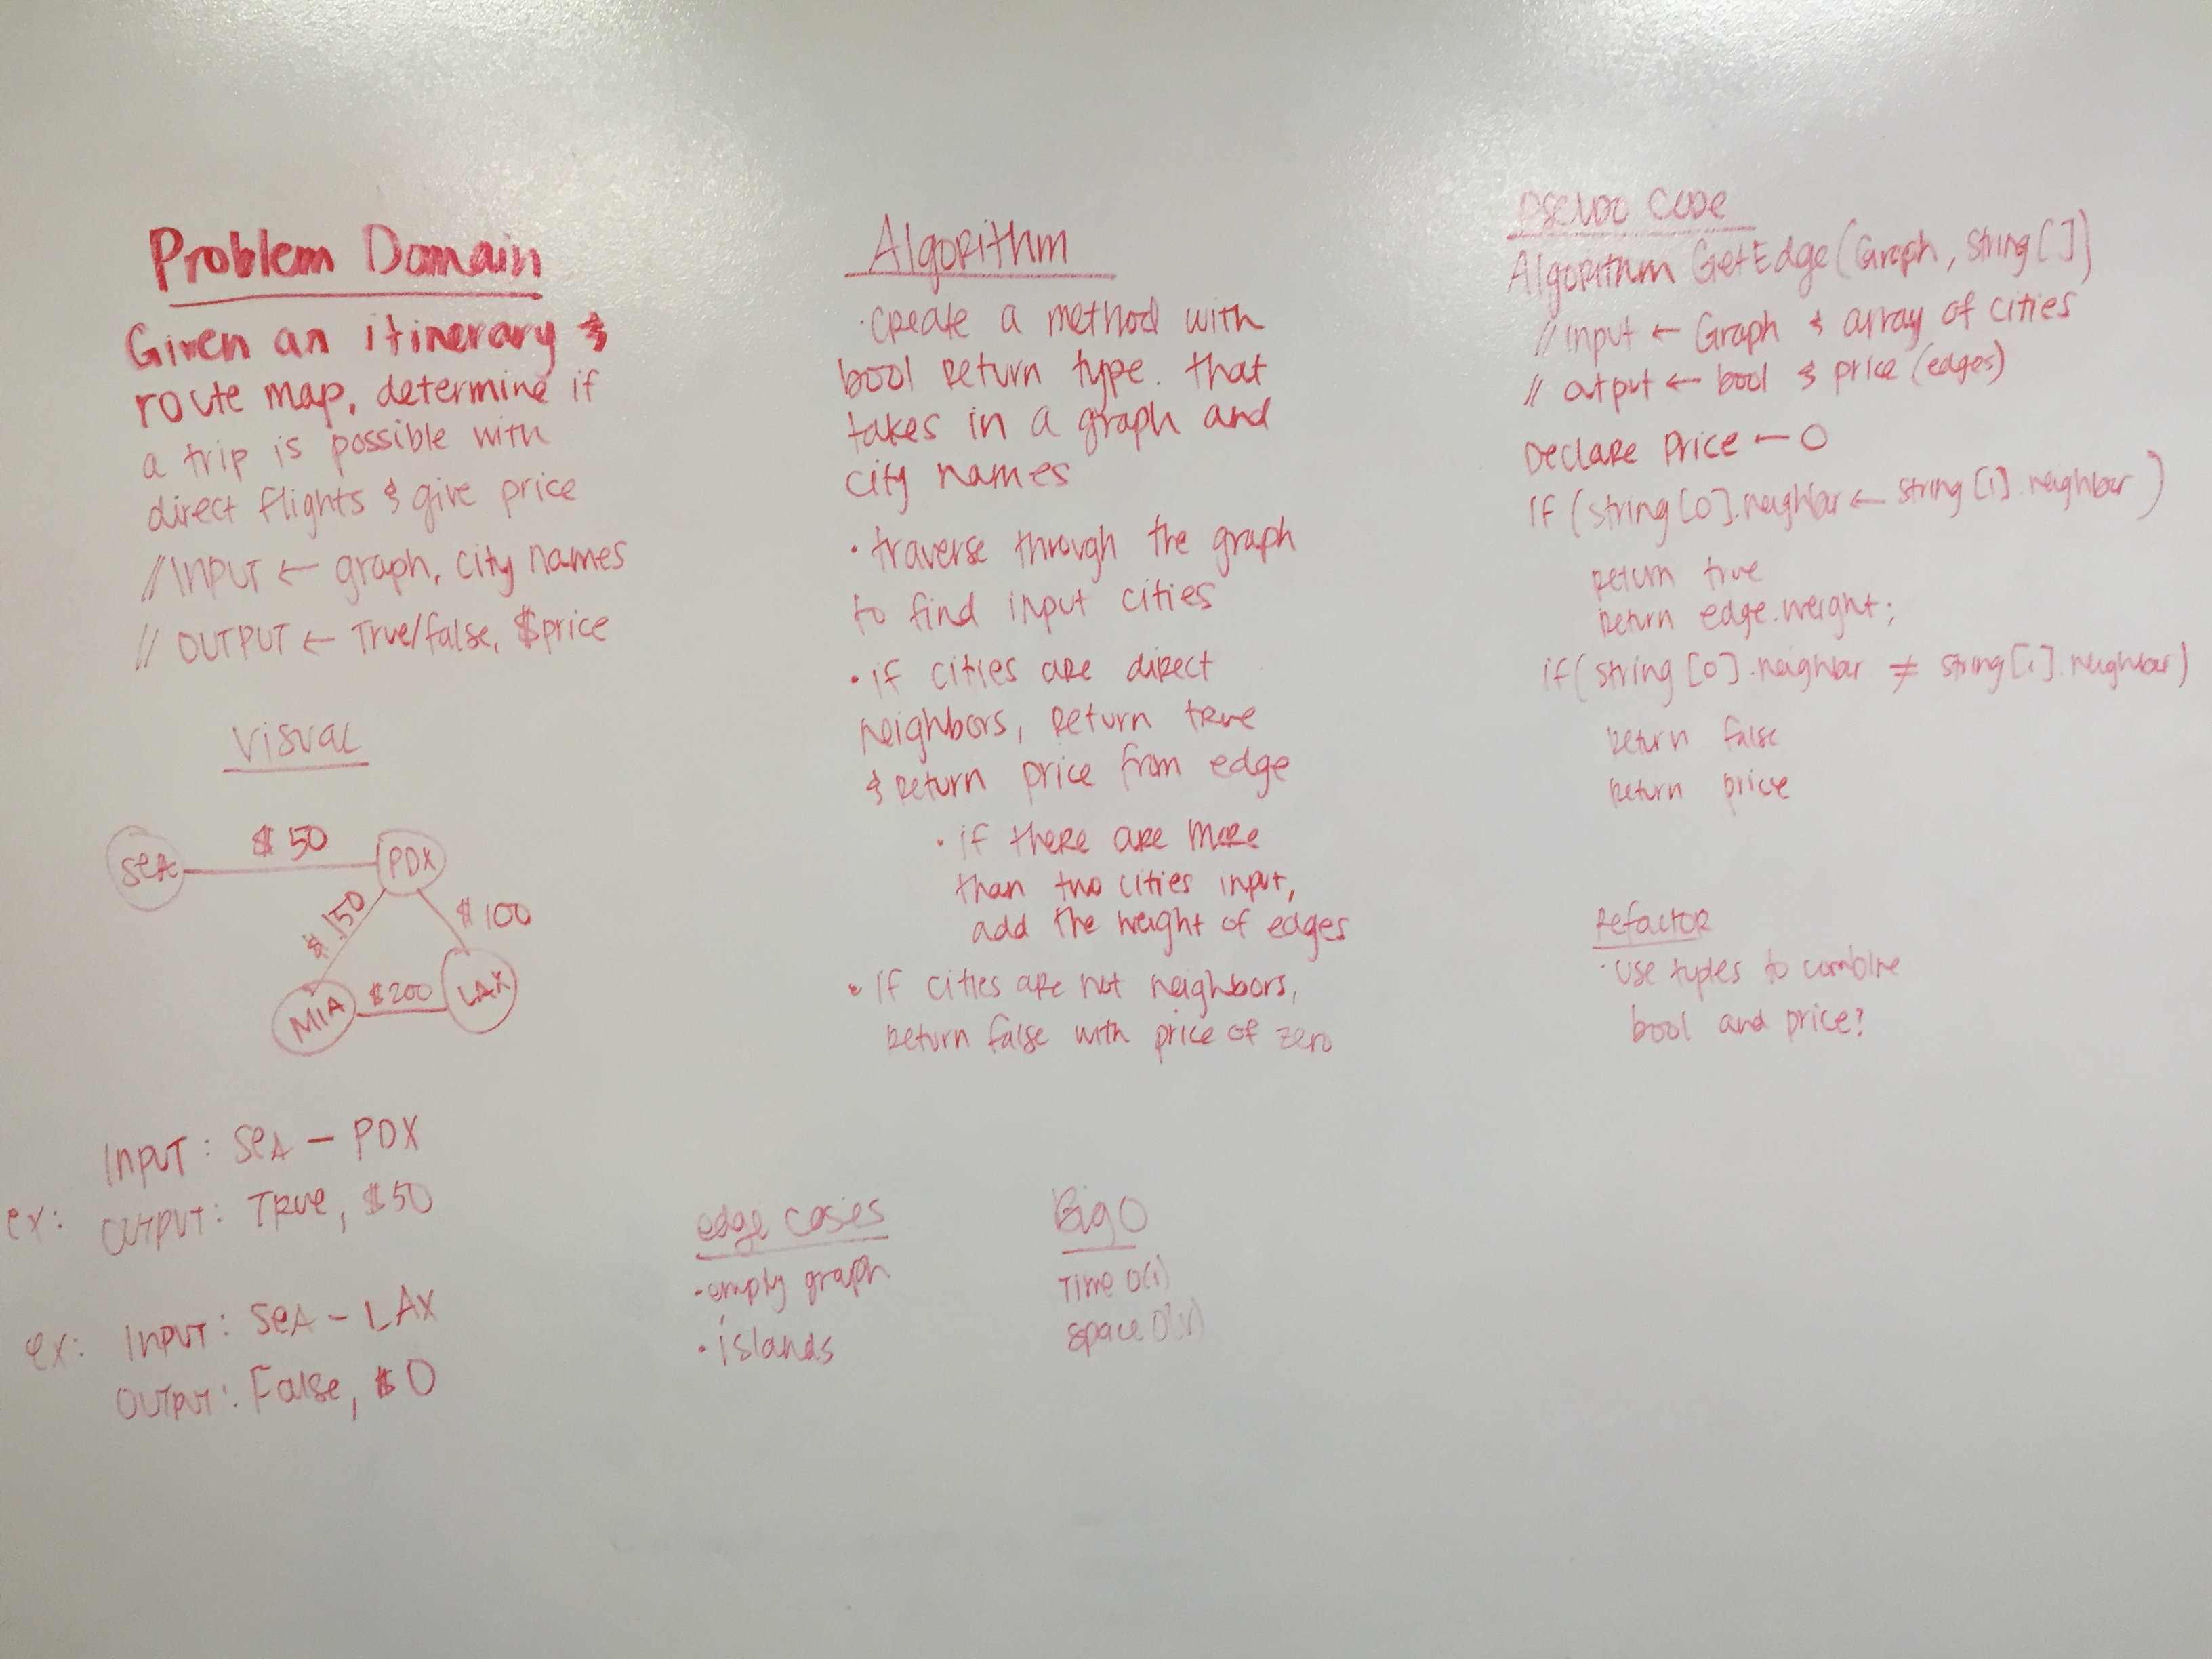 Problem Domain
Given an itinerary &
route map, determine if
a trip is possible with
direct flights & give price
//INPUT ← graph, city names
// OUTPUT ← True/false, $price
Visual
SEA
$50
PDX
$150
$100
MIA
$200
LAX
INPUT: SEA - PDX
ex: OUTPUT: True, $50
ex: INPUT: SEA - LAX
OUTPUT: False, $0
Algorithm
· create a method with
bool return type. that
takes in a graph and
city names
· traverse through the graph
to find input cities
· if cities are direct
neighbors, return true
& return price from edge
· if there are more
than two cities input,
add the weight of edges
· if cities are not neighbors,
return false with price of zero
edge cases
· empty graph
· islands
Big O
Time O(1)
space
Pseudo Code
Algorithm GetEdge(Graph, string[])
// input ← Graph & array of cities
// output ← bool & price (edges)
Declare Price ← 0
if (string[0].neighbor ← string[1].neighbor)
return true
return edge.weight;
if(string[0].neighbor ≠ string[1].neighbor)
return false
return price
Refactor
· use tuples to combine
bool and price?